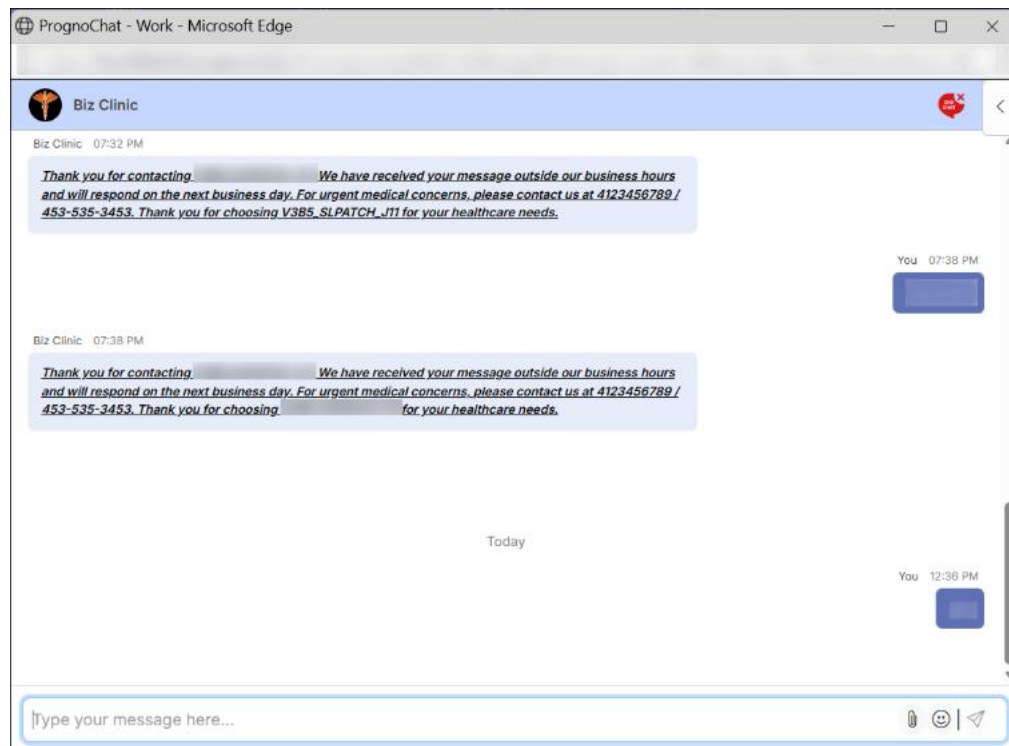 PrognoChat - Work - Microsoft Edge
Biz Clinic
Biz Clinic 07:32 PM
Thank you for contacting We have received your message outside our business hours
and will respond on the next business day. For urgent medical concerns, please contact us at 4123456789 /
453-535-3453. Thank you for choosing V3B5_SLPATCH_J11 for your healthcare needs.
You 07:38 PM
Biz Clinic 07:38 PM
Thank you for contacting We have received your message outside our business hours
and will respond on the next business day. For urgent medical concerns, please contact us at 4123456789 /
453-535-3453. Thank you for choosing for your healthcare needs.
Today
You 12:36 PM
Type your message here...